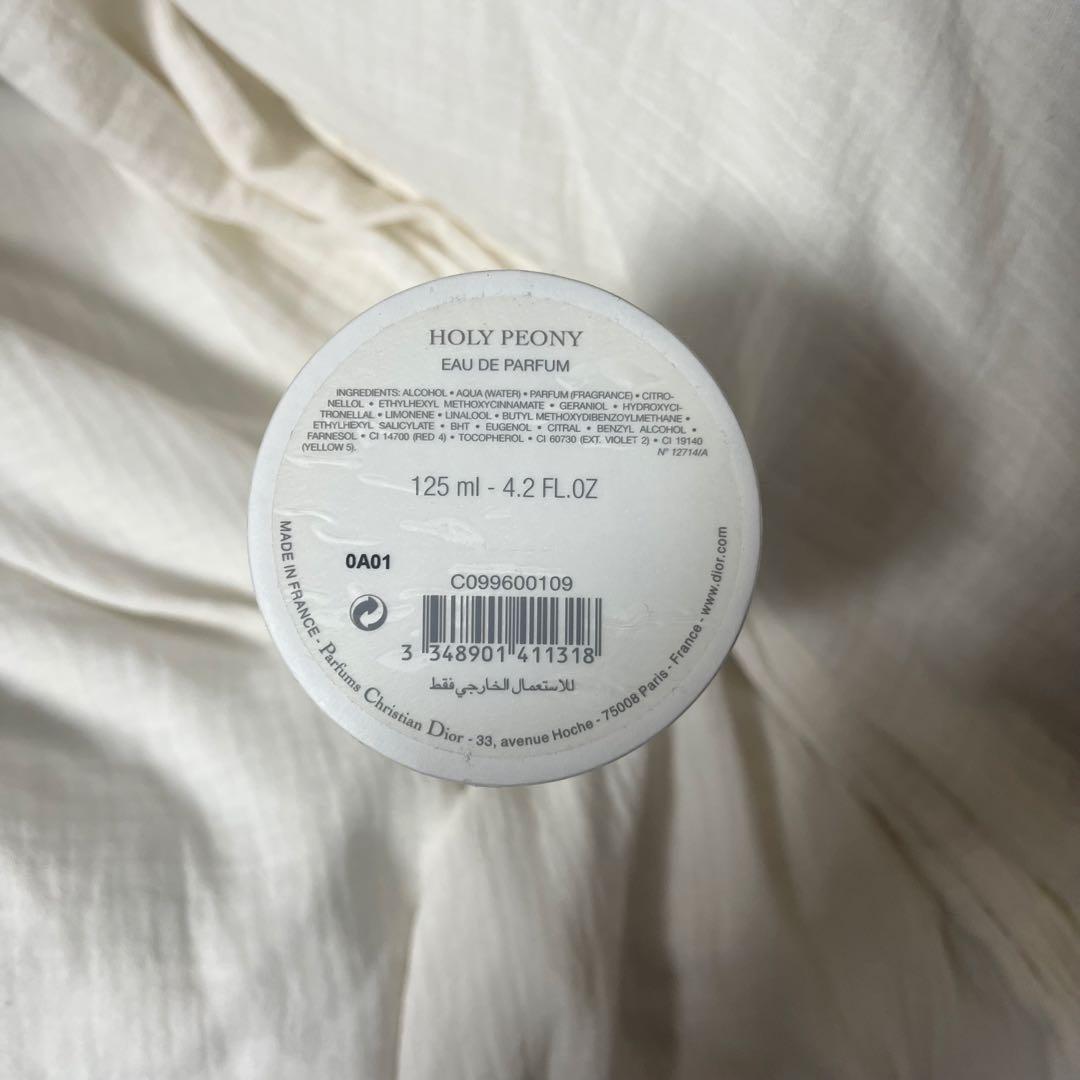 HOLY PEONY
EAU DE PARFUM
INGREDIENTS: ALCOHOL • AQUA (WATER) • PARFUM (FRAGRANCE) • CITRO-
NELLOL • ETHYLHEXYL METHOXYCINNAMATE • GERANIOL • HYDROXYCI-
TRONELLAL • LIMONENE • LINALOOL • BUTYL METHOXYDIBENZOYLMETHANE •
ETHYLHEXYL SALICYLATE • BHT • EUGENOL • CITRAL • BENZYL ALCOHOL •
FARNESOL • CI 14700 (RED 4) • TOCOPHEROL • CI 60730 (EXT. VIOLET 2) • CI 19140
(YELLOW 5).
N° 12714/A
125 ml - 4.2 FL.OZ
0A01
C099600109
3 348901 411318
للاستعمال الخارجي فقط
MADE IN FRANCE - Parfums Christian Dior - 33, avenue Hoche - 75008 Paris - France - www.dior.com